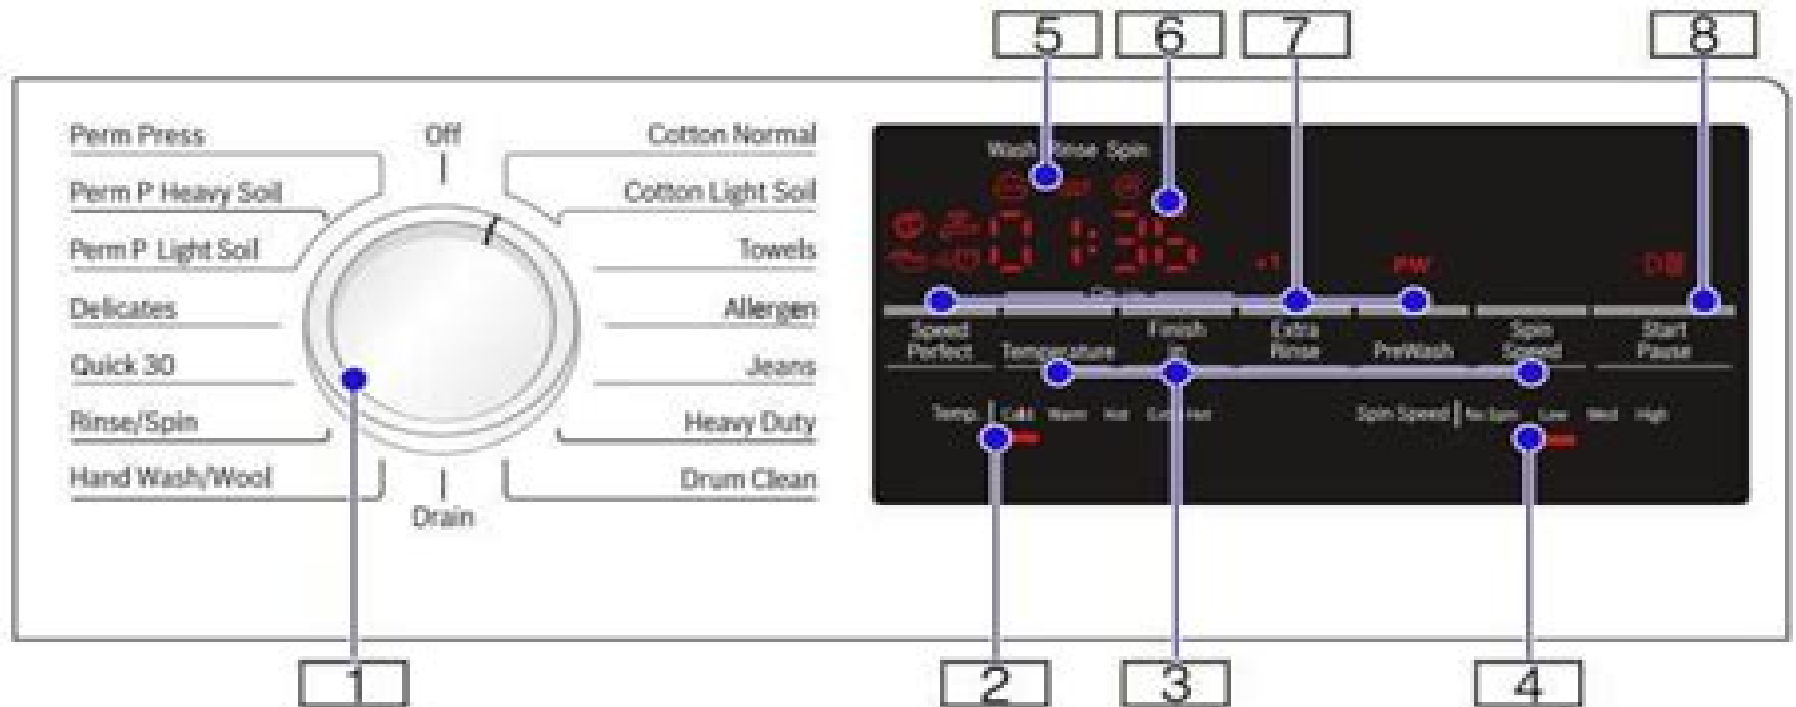 5 6 7 8
Perm Press
Perm P Heavy Soil
Perm P Light Soil
Delicates
Quick 30
Rinse/Spin
Hand Wash/Wool
Off
Drain
Cotton Normal
Cotton Light Soil
Towels
Allergen
Jeans
Heavy Duty
Drum Clean
Wash Rinse Spin
01:36
+1
PW
Speed Perfect
Temperature
Finish in
Extra Rinse
PreWash
Spin Speed
Start Pause
Temp. Cold Warm Hot
Spin Speed No Spin Low Med High
1 2 3 4